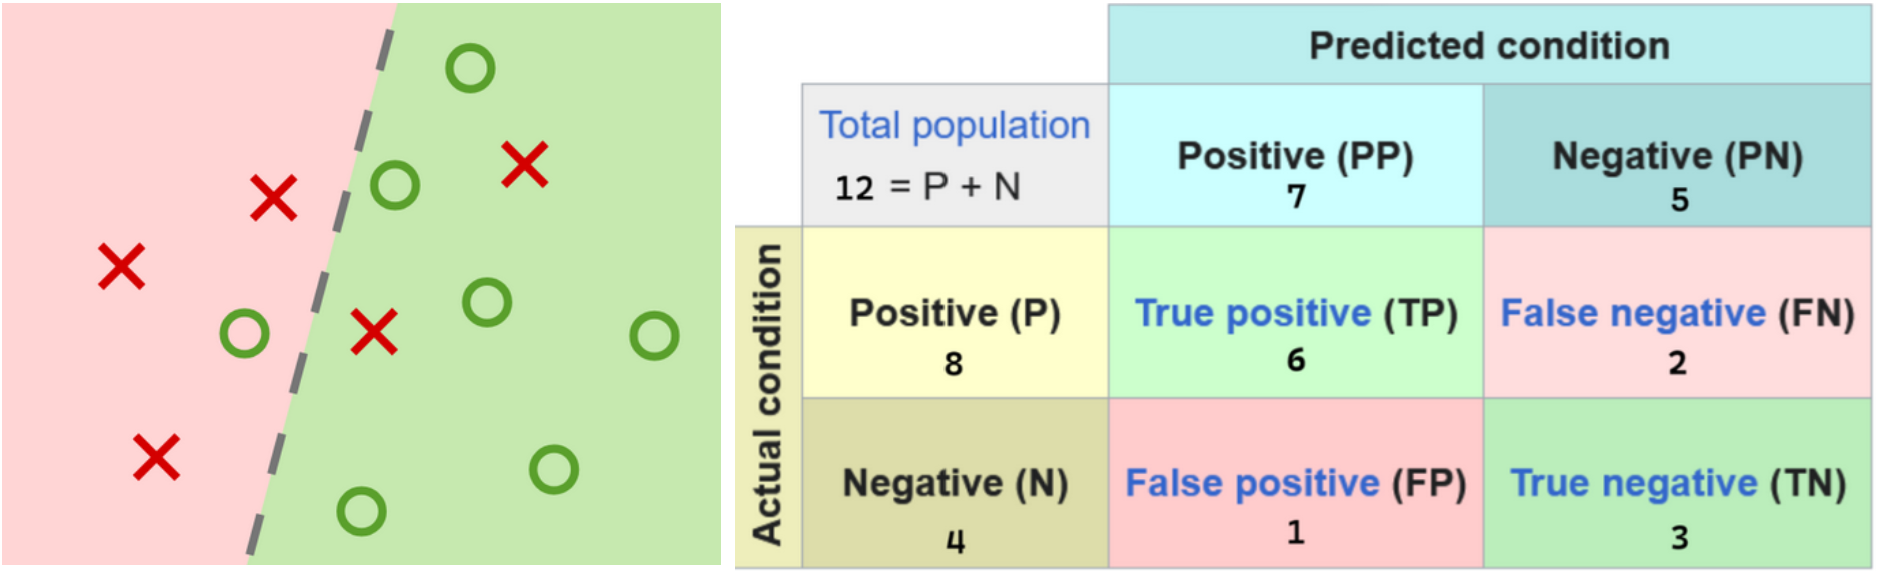 Predicted condition
Total population
12 = P + N
Positive (PP)
7
Negative (PN)
5
Actual condition
Positive (P)
8
True positive (TP)
6
False negative (FN)
2
Negative (N)
4
False positive (FP)
1
True negative (TN)
3